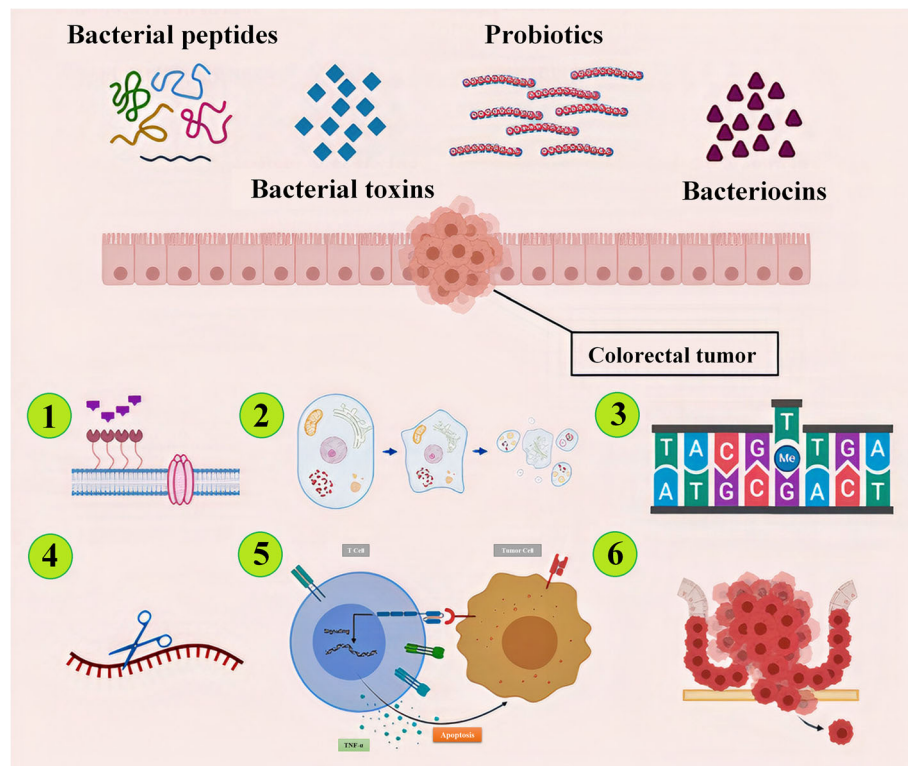 Bacterial peptides
Probiotics
Bacterial toxins
Bacteriocins
Colorectal tumor
1
2
3
T
T A C G Me T G A
A T G C G A C T
4
5
6
T Cell
Tumor Cell
Signaling
TNF-α
Apoptosis